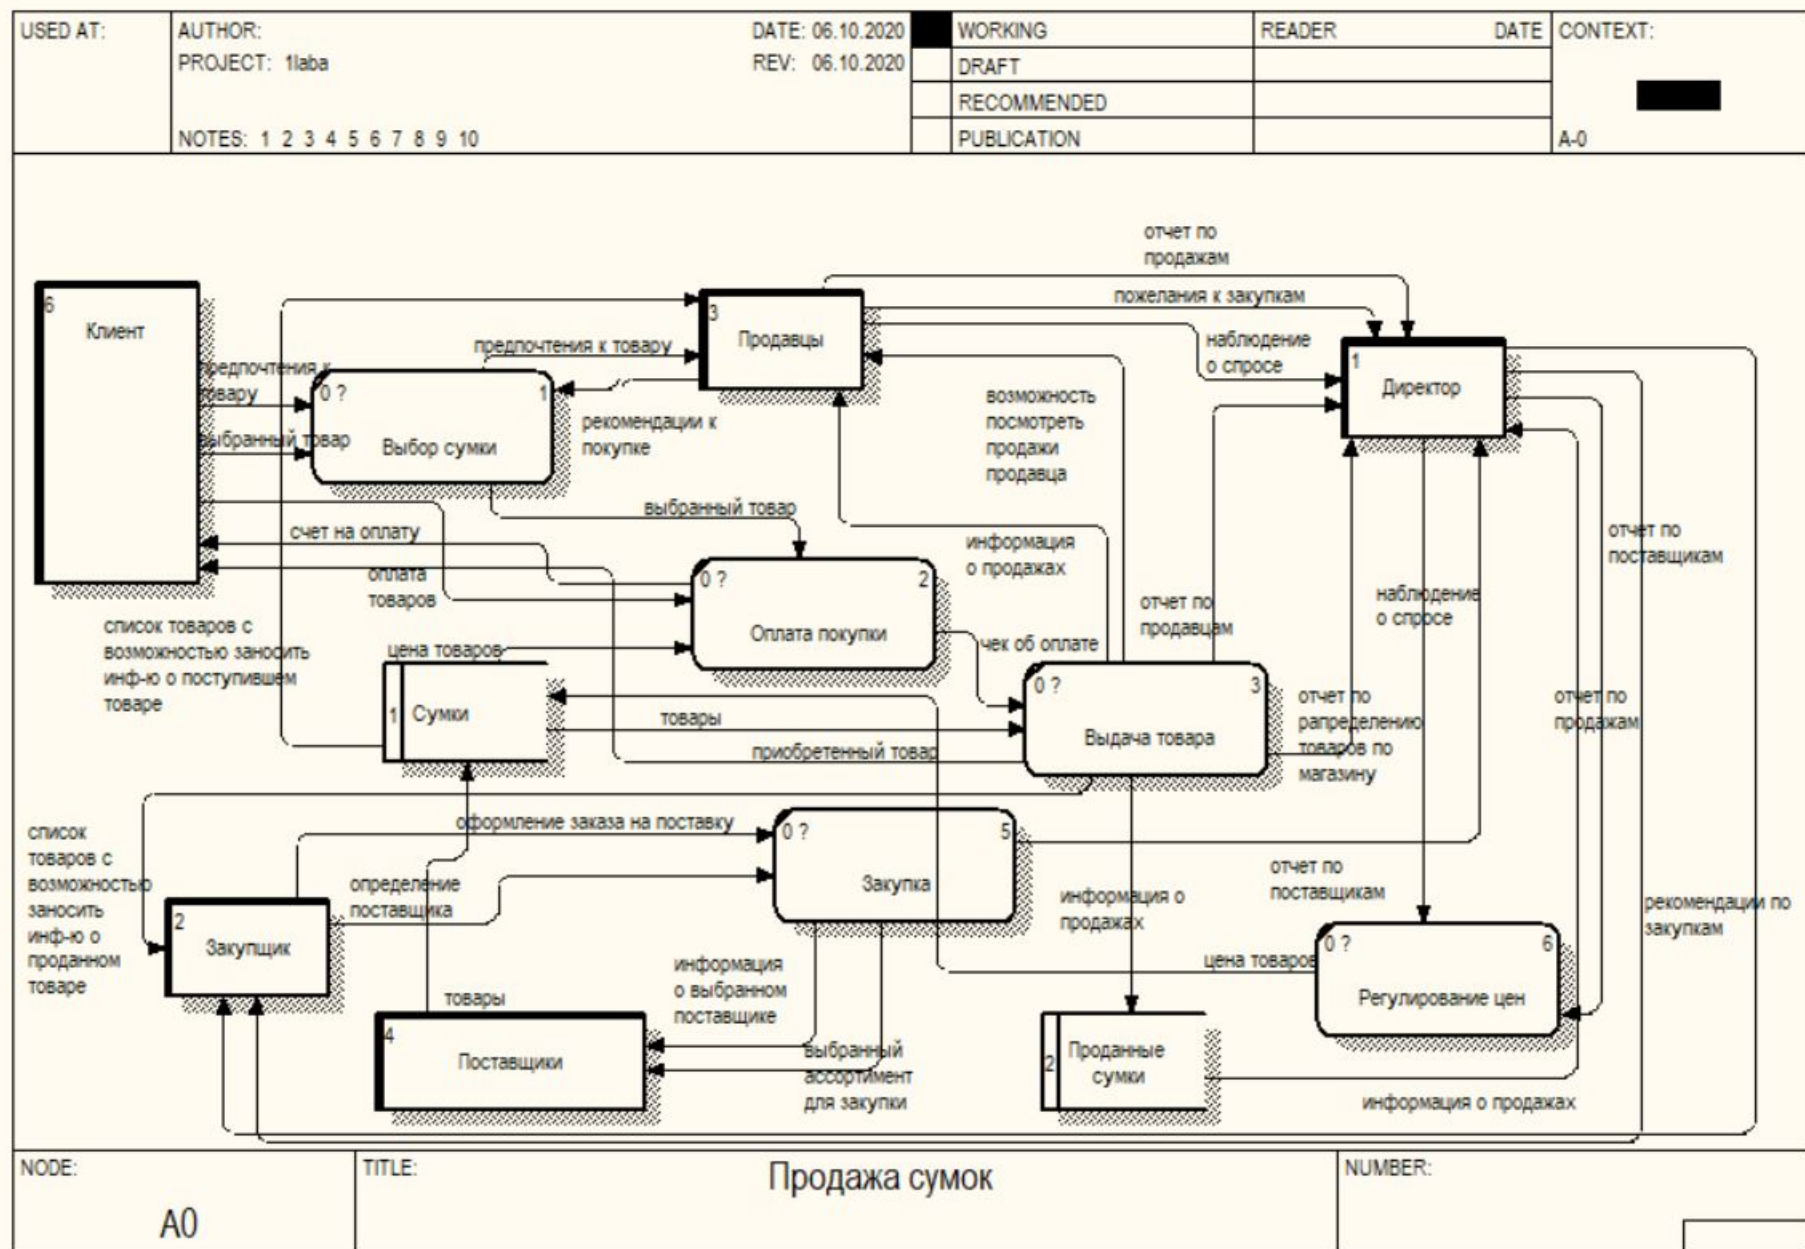 USED AT:
AUTHOR:
DATE: 06.10.2020
PROJECT: 1laba
REV: 06.10.2020
NOTES: 1 2 3 4 5 6 7 8 9 10
WORKING
DRAFT
RECOMMENDED
PUBLICATION
READER
DATE
CONTEXT:
A-0
отчет по
продажам
6
Клиент
3
Продавцы
пожелания к закупкам
наблюдение
о спросе
1
Директор
предпочтения к
товару
предпочтения к товару
0 ?
1
Выбор сумки
выбранный товар
рекомендации к
покупке
возможность
посмотреть
продажи
продавца
счет на оплату
выбранный товар
информация
о продажах
отчет по
поставщикам
оплата
товаров
0 ?
2
Оплата покупки
отчет по
продавцам
наблюдение
о спросе
список товаров с
возможностью заносить
инф-ю о поступившем
товаре
цена товаров
чек об оплате
1
Сумки
товары
приобретенный товар
0 ?
3
Выдача товара
отчет по
рапределению
товаров по
магазину
отчет по
продажам
список
товаров с
возможностью
заносить
инф-ю о
проданном
товаре
оформление заказа на поставку
0 ?
5
Закупка
определение
поставщика
2
Закупщик
информация о
продажах
отчет по
поставщикам
рекомендации по
закупкам
цена товаров
0 ?
6
Регулирование цен
товары
информация
о выбранном
поставщике
4
Поставщики
выбранный
ассортимент
для закупки
2
Проданные
сумки
информация о продажах
NODE:
A0
TITLE:
Продажа сумок
NUMBER: